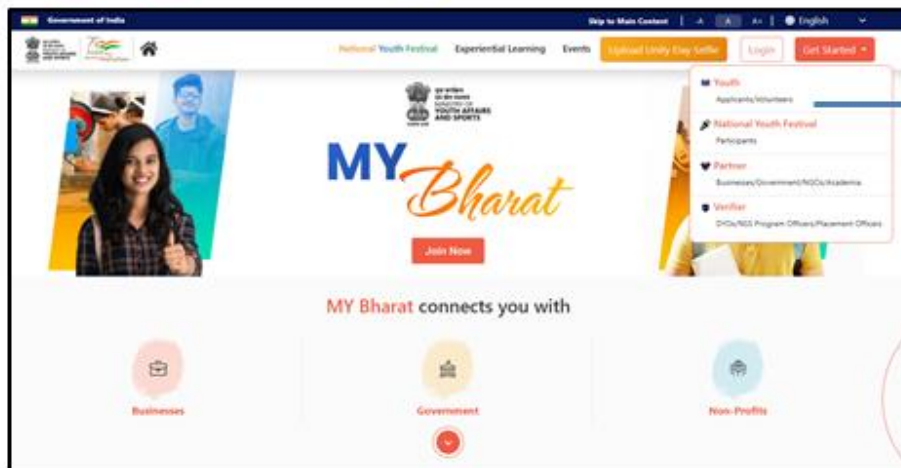 Government of India
Skip to Main Content | -A A A+ | English
National Youth Festival Experiential Learning Events Upload Unity Day Selfie Login Get Started
Youth
Applicants/Volunteers
National Youth Festival
Participants
Partner
Businesses/Government/NGOs/Academia
Verifier
DYOs/NSS Program Officers/Placement Officers
YOUTH AFFAIRS
AND SPORTS
MY
Bharat
Join Now
MY Bharat connects you with
Businesses
Government
Non-Profits